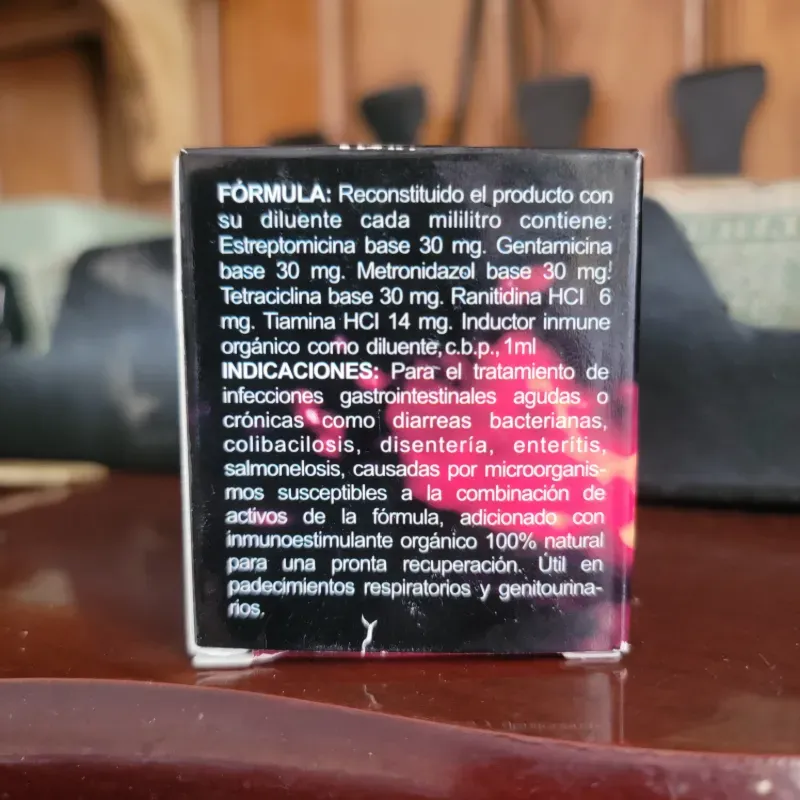 FÓRMULA: Reconstituido el producto con
su diluente cada mililitro contiene:
Estreptomicina base 30 mg. Gentamicina
base 30 mg. Metronidazol base 30 mg.
Tetraciclina base 30 mg. Ranitidina HCl 6
mg. Tiamina HCl 14 mg. Inductor inmune
orgánico como diluente, c.b.p., 1ml
INDICACIONES: Para el tratamiento de
infecciones gastrointestinales agudas o
crónicas como diarreas bacterianas,
colibacilosis, disentería, enteritis,
salmonelosis, causadas por microorganis-
mos susceptibles a la combinación de
activos de la fórmula, adicionado con
inmunoestimulante orgánico 100% natural
para una pronta recuperación. Útil en
padecimientos respiratorios y genitourina-
rios.